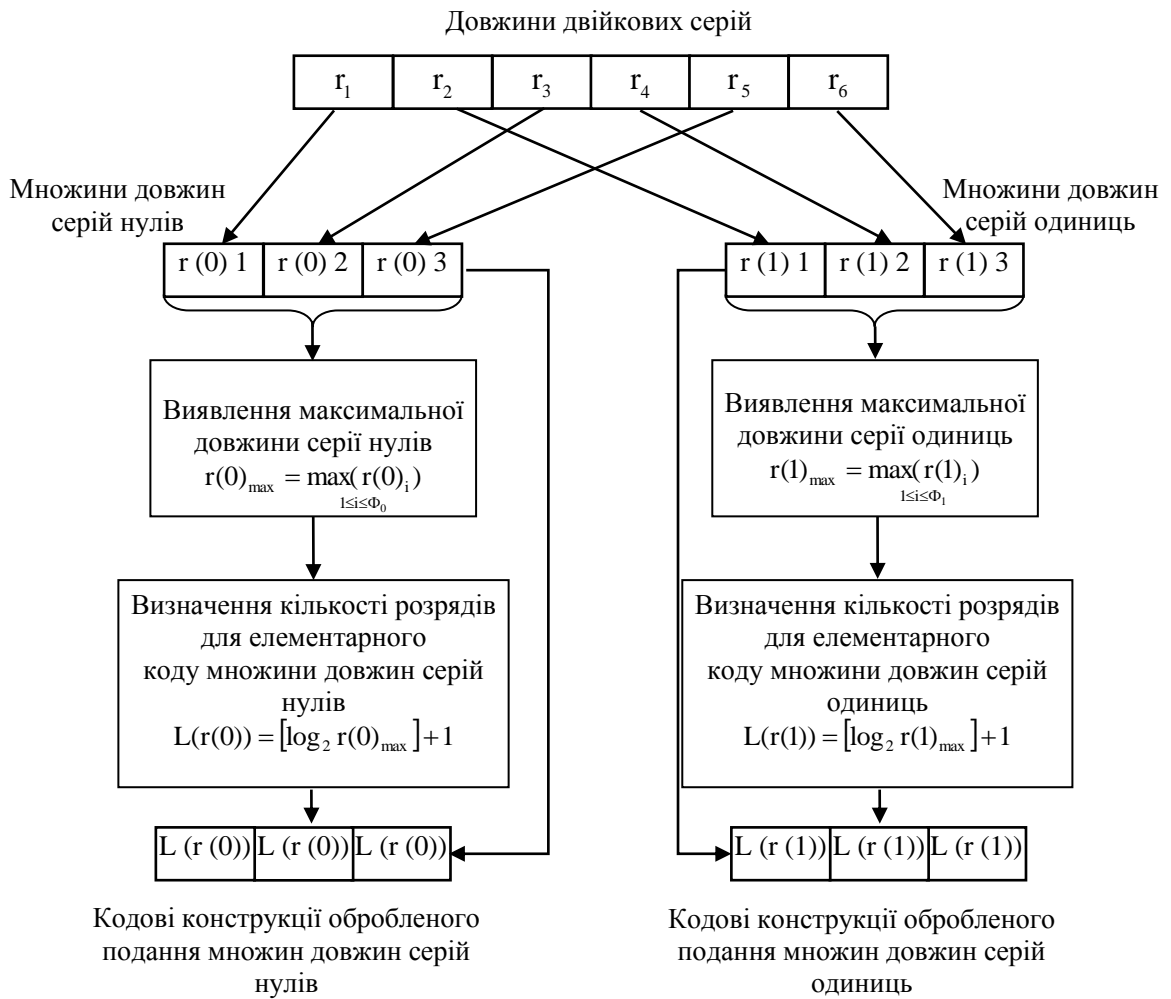 Довжини двійкових серій
r₁ r₂ r₃ r₄ r₅ r₆
Множини довжин
серій нулів
Множини довжин
серій одиниць
r (0) 1 r (0) 2 r (0) 3
r (1) 1 r (1) 2 r (1) 3
Виявлення максимальної
довжини серії нулів
r(0)max = max( r(0)i )
1≤i≤Φ₀
Виявлення максимальної
довжини серії одиниць
r(1)max = max( r(1)i )
1≤i≤Φ₁
Визначення кількості розрядів
для елементарного
коду множини довжин серій
нулів
L(r(0)) = [log₂ r(0)max] + 1
Визначення кількості розрядів
для елементарного
коду множини довжин серій
одиниць
L(r(1)) = [log₂ r(1)max] + 1
L (r (0)) L (r (0)) L (r (0))
L (r (1)) L (r (1)) L (r (1))
Кодові конструкції обробленого
подання множин довжин серій
нулів
Кодові конструкції обробленого
подання множин довжин серій
одиниць